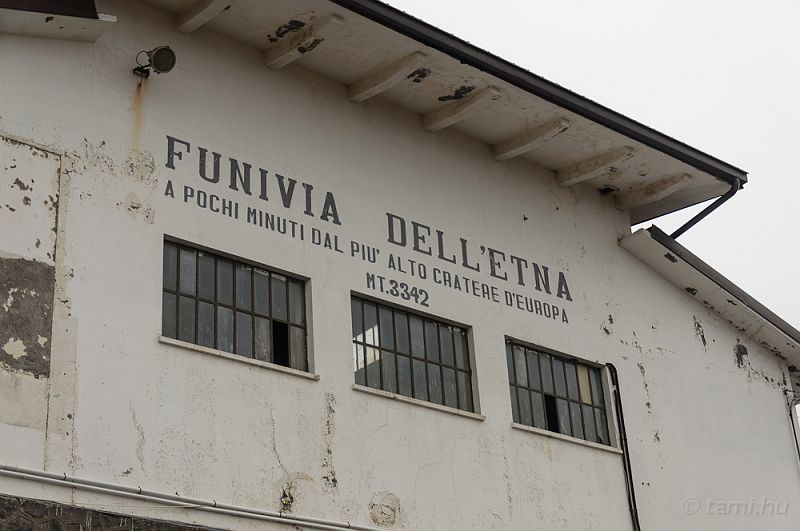 FUNIVIA DELL'ETNA
A POCHI MINUTI DAL PIU' ALTO CRATERE D'EUROPA
MT.3342
© tami.hu